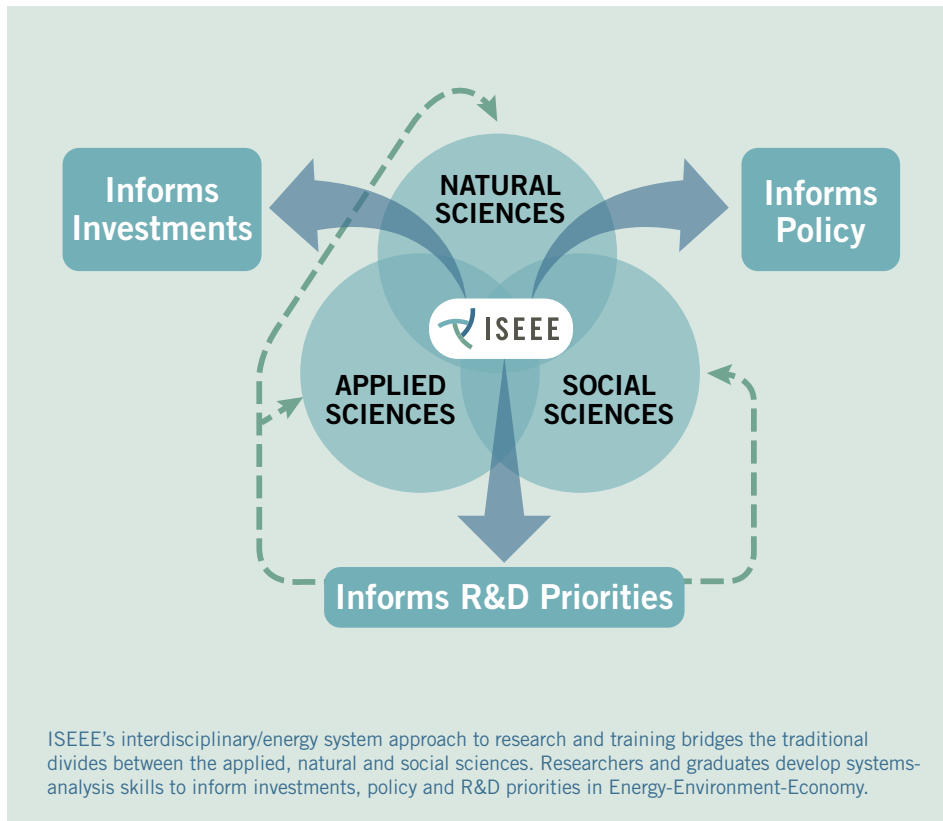 NATURAL
SCIENCES
Informs
Investments
Informs
Policy
ISEEE
APPLIED
SCIENCES
SOCIAL
SCIENCES
Informs R&D Priorities
ISEEE's interdisciplinary/energy system approach to research and training bridges the traditional
divides between the applied, natural and social sciences. Researchers and graduates develop systems-
analysis skills to inform investments, policy and R&D priorities in Energy-Environment-Economy.